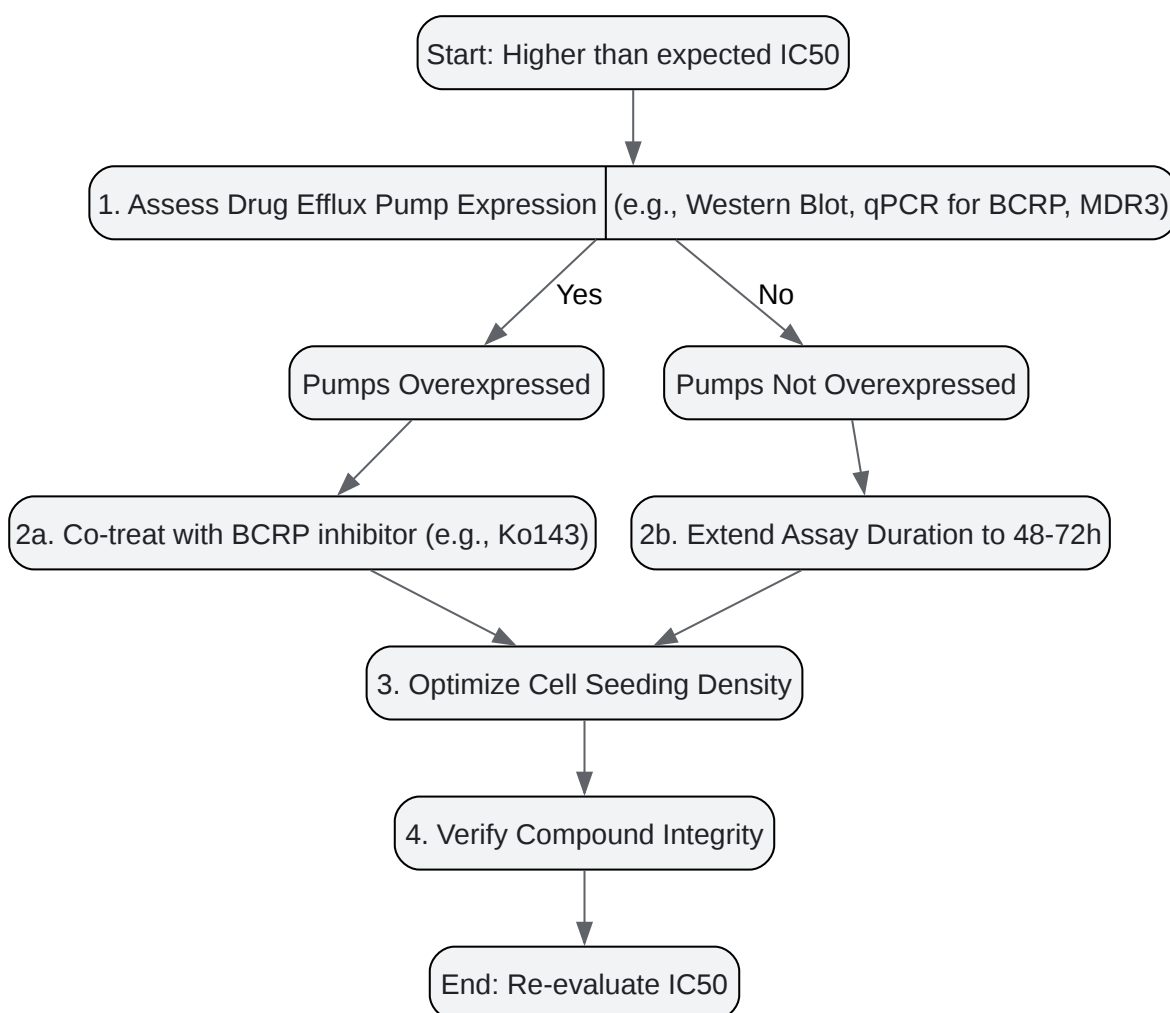 Start: Higher than expected IC50
1. Assess Drug Efflux Pump Expression
(e.g., Western Blot, qPCR for BCRP, MDR3)
Yes
No
Pumps Overexpressed
Pumps Not Overexpressed
2a. Co-treat with BCRP inhibitor (e.g., Ko143)
2b. Extend Assay Duration to 48-72h
3. Optimize Cell Seeding Density
4. Verify Compound Integrity
End: Re-evaluate IC50